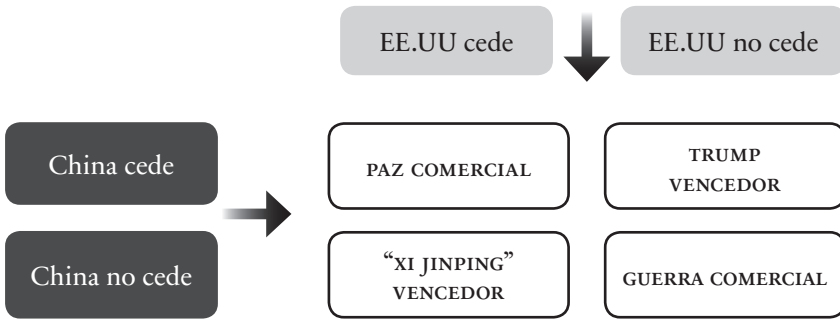 EE.UU cede
EE.UU no cede
China cede
PAZ COMERCIAL
TRUMP
VENCEDOR
China no cede
“XI JINPING”
VENCEDOR
GUERRA COMERCIAL